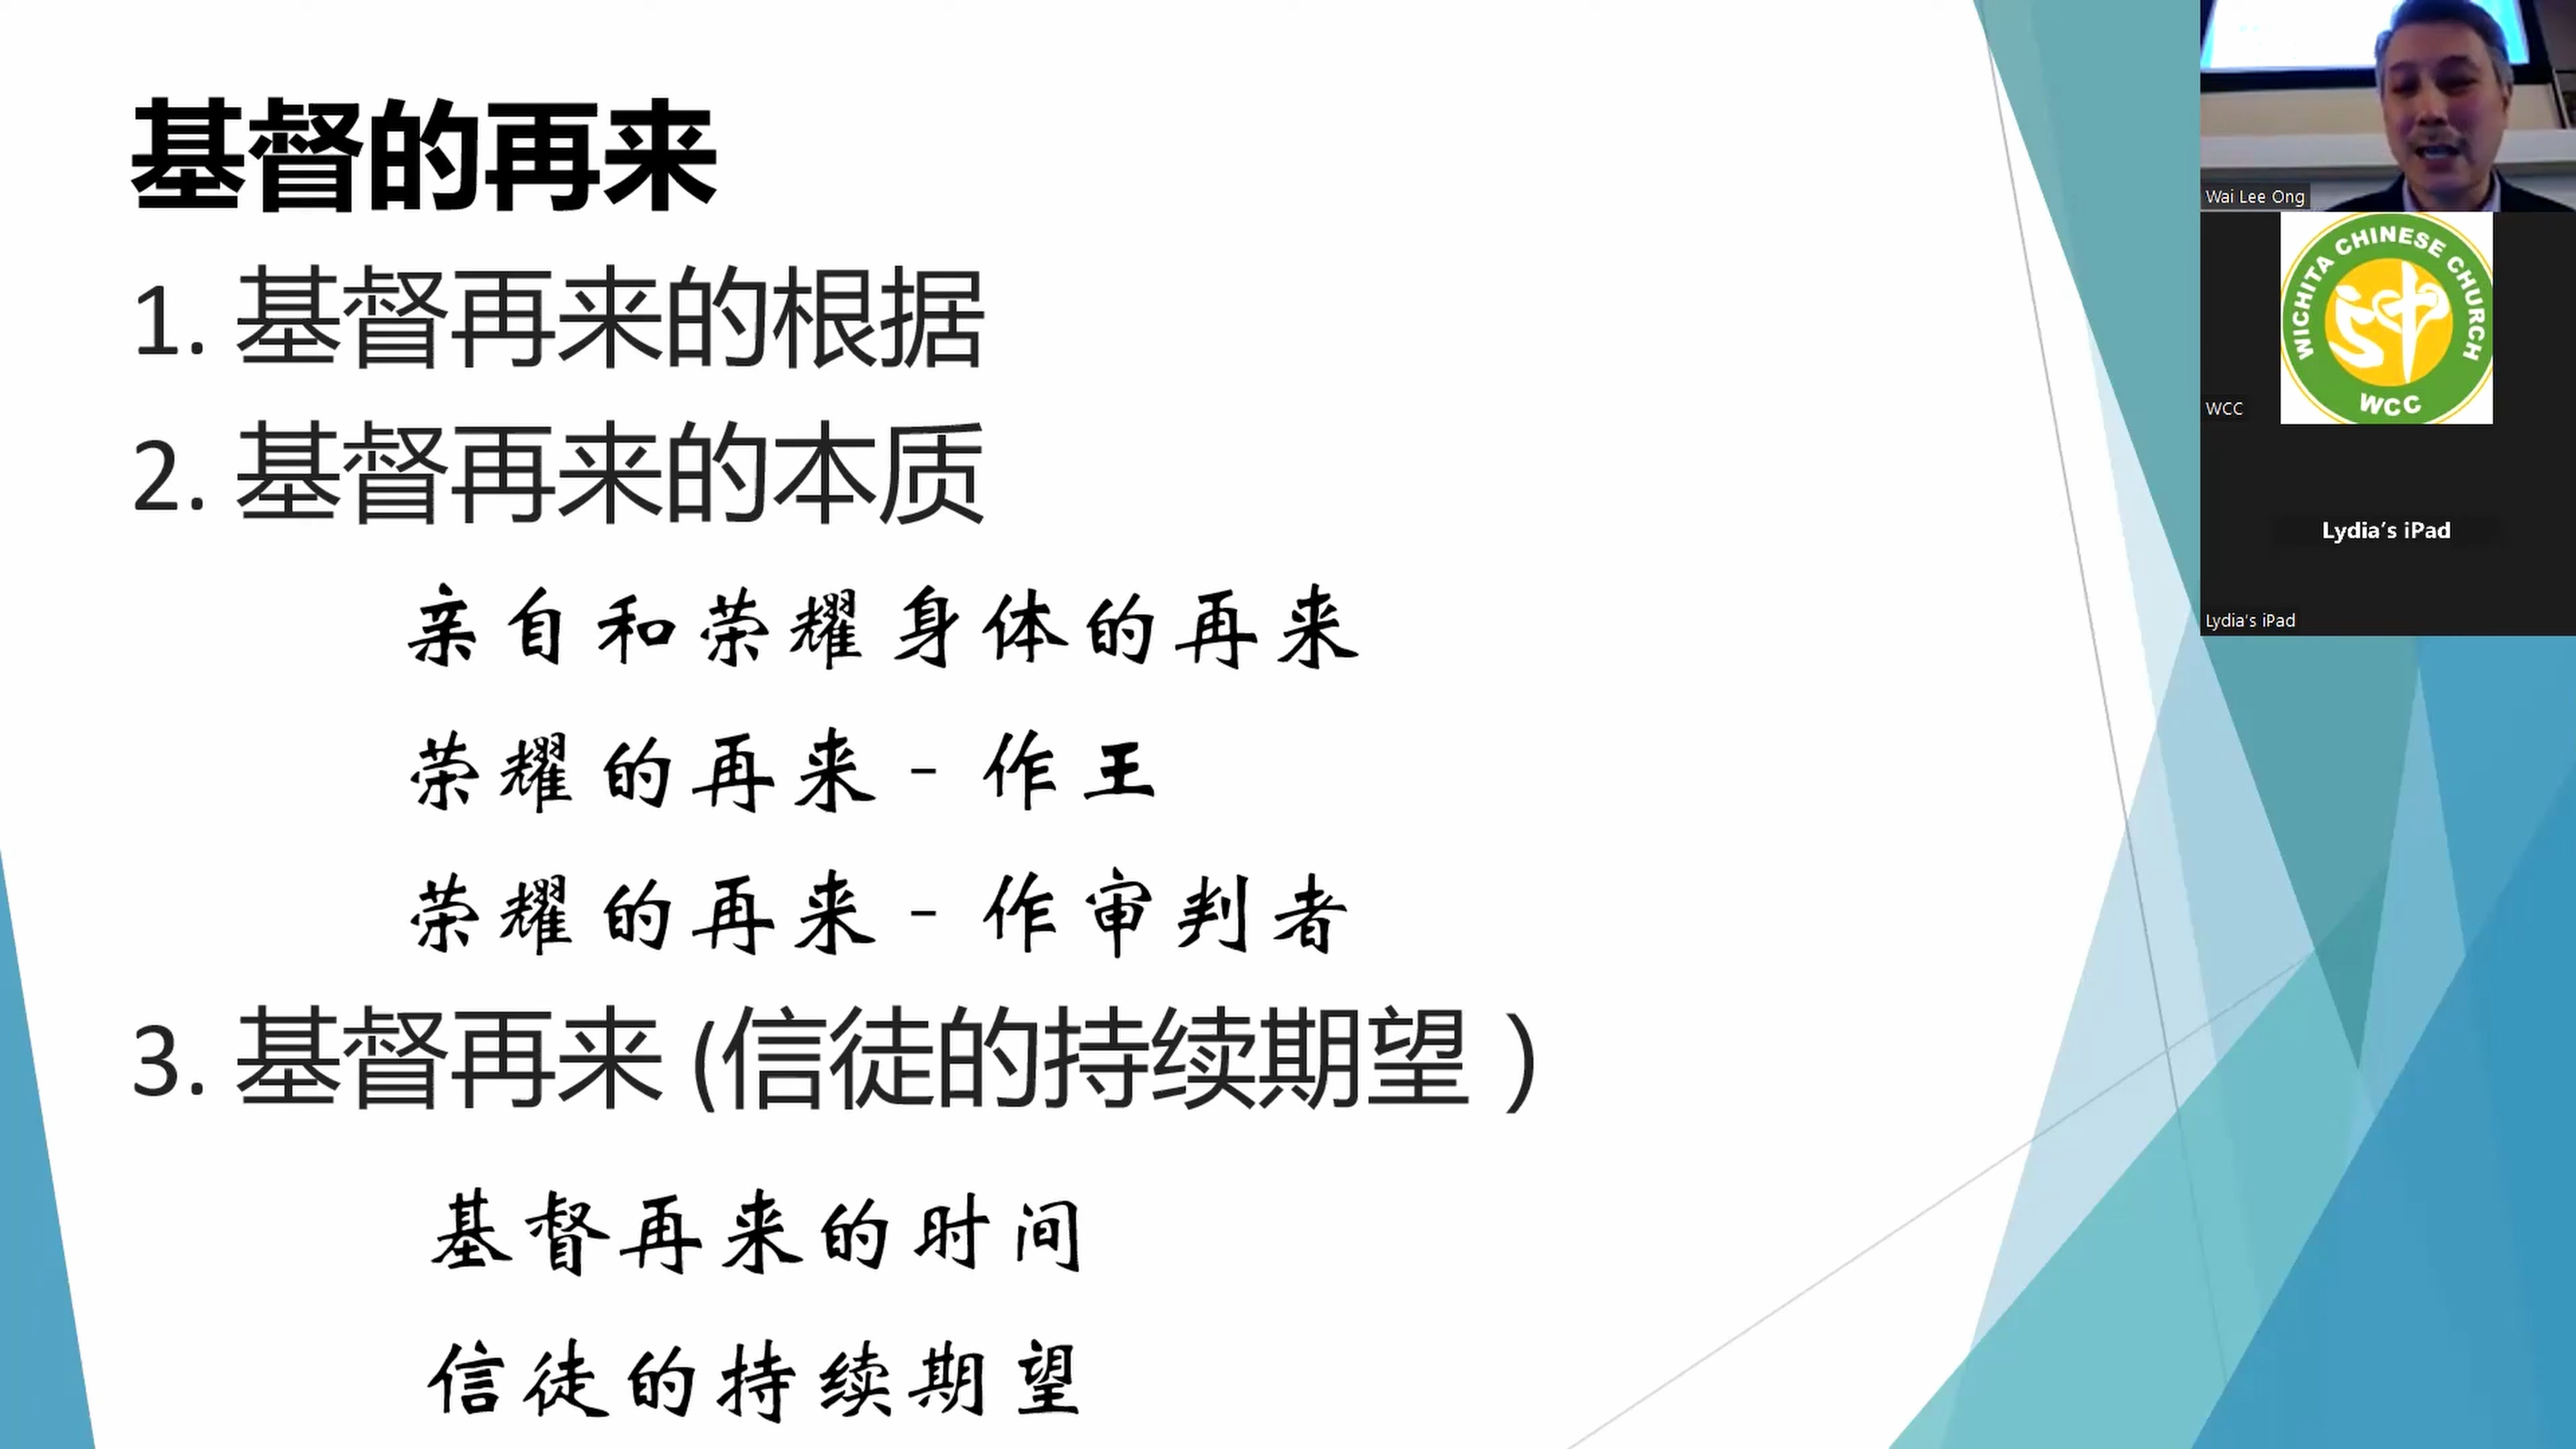 基督的再来
1. 基督再来的根据
2. 基督再来的本质
亲自和荣耀身体的再来
荣耀的再来 - 作王
荣耀的再来 - 作审判者
3. 基督再来 (信徒的持续期望 )
基督再来的时间
信徒的持续期望
Wai Lee Ong
WICHITA CHINESE CHURCH
WCC
WCC
Lydia's iPad
Lydia's iPad